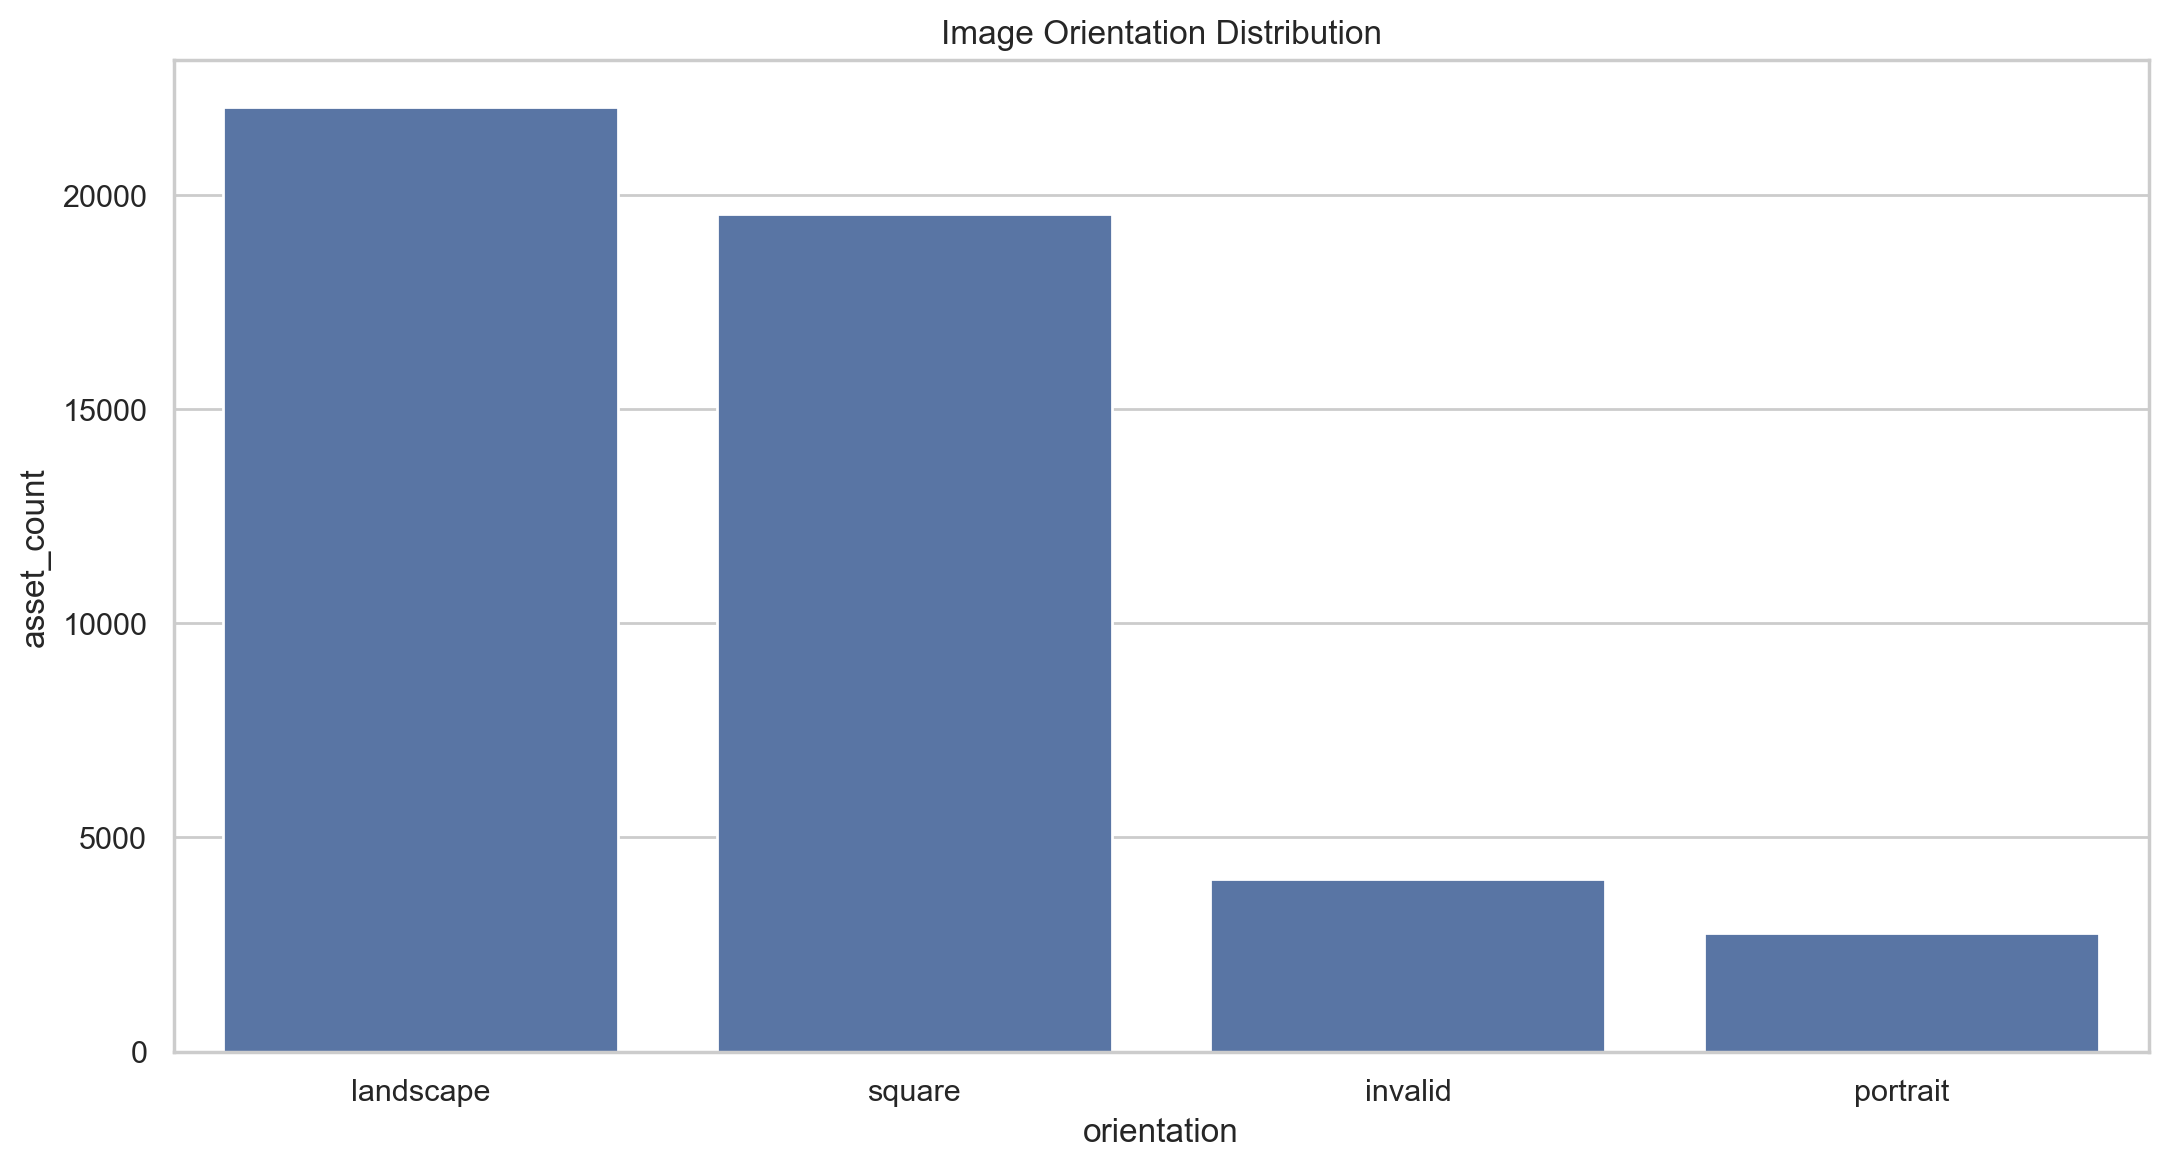 Image Orientation Distribution
20000
15000
10000
5000
0
asset_count
landscape
square
invalid
portrait
orientation